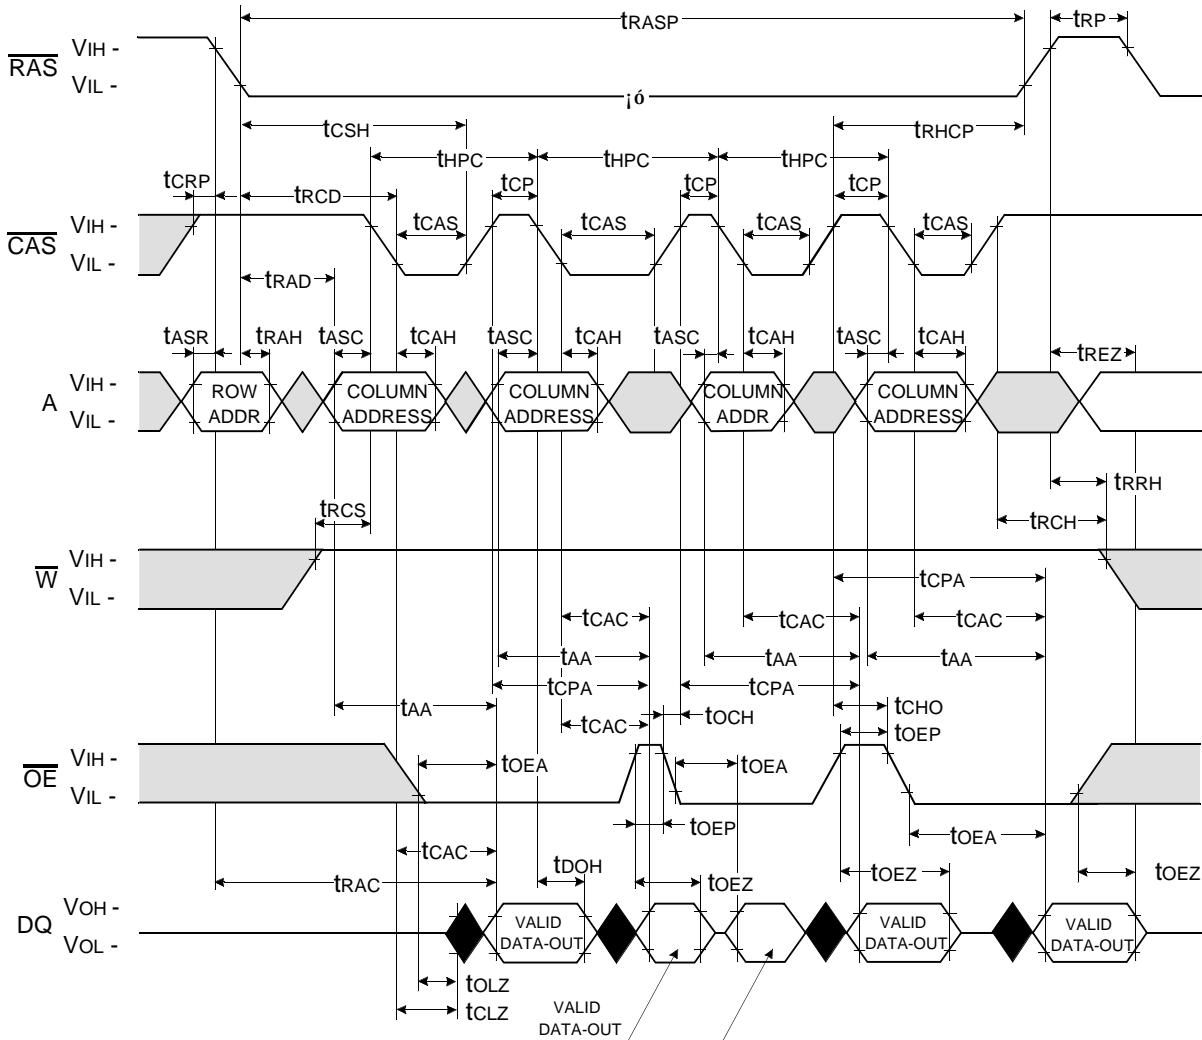 tRASP
tRP
RAS
VIH -
VIL -
¡ó
tCSH
tRHCP
tHPC
tHPC
tHPC
tCRP
tRCD
tCP
tCP
tCP
CAS
VIH -
VIL -
tCAS
tCAS
tCAS
tCAS
tRAD
tASR
tRAH
tASC
tCAH
tASC
tCAH
tASC
tCAH
tASC
tCAH
tREZ
A
VIH -
VIL -
ROW
ADDR
COLUMN
ADDRESS
COLUMN
ADDRESS
COLUMN
ADDR
COLUMN
ADDRESS
tRRH
tRCS
tRCH
W
VIH -
VIL -
tCPA
tCAC
tCAC
tCAC
tAA
tAA
tAA
tCPA
tCPA
tAA
tCAC
tOCH
tCHO
tOEP
OE
VIH -
VIL -
tOEA
tOEA
tOEP
tOEA
tCAC
tDOH
tRAC
tOEZ
tOEZ
tOEZ
DQ
VOH -
VOL -
VALID
DATA-OUT
VALID
DATA-OUT
VALID
DATA-OUT
tOLZ
tCLZ
VALID
DATA-OUT